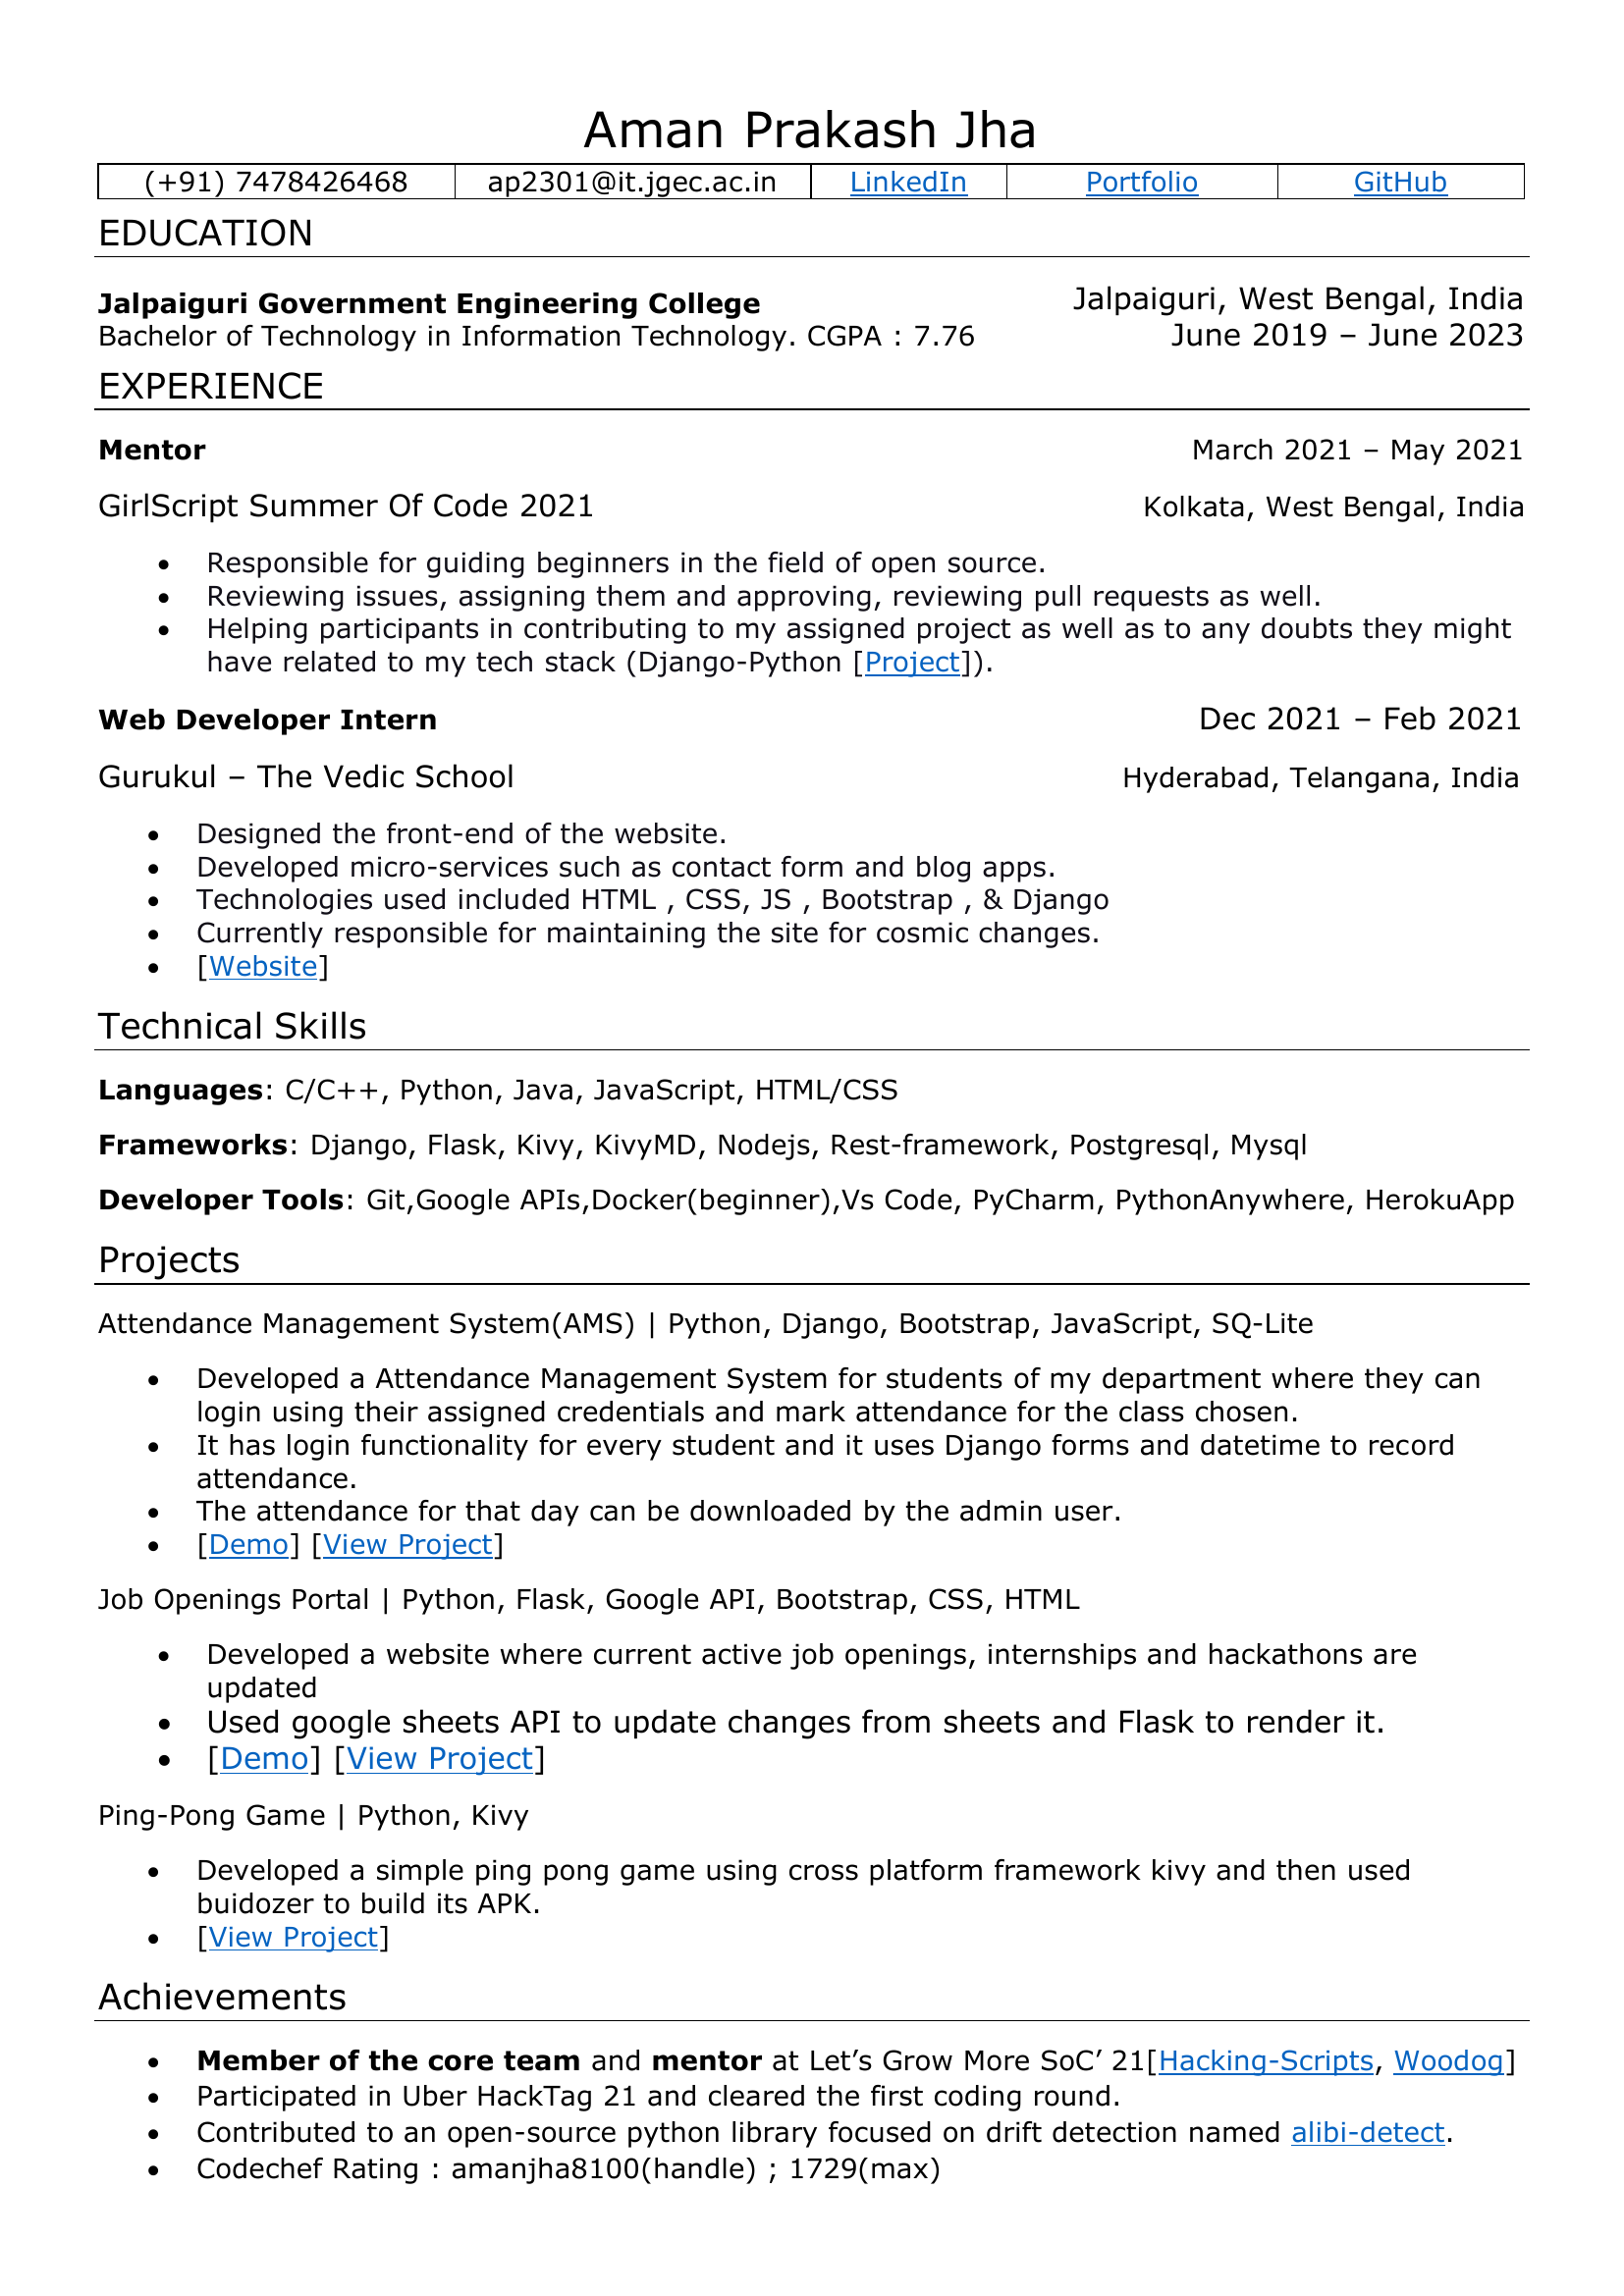 Aman Prakash Jha
(+91) 7478426468 ap2301@it.jgec.ac.in LinkedIn Portfolio GitHub
EDUCATION
Jalpaiguri Government Engineering College Jalpaiguri, West Bengal, India
Bachelor of Technology in Information Technology. CGPA : 7.76 June 2019 – June 2023
EXPERIENCE
Mentor March 2021 – May 2021
GirlScript Summer Of Code 2021 Kolkata, West Bengal, India
• Responsible for guiding beginners in the field of open source.
• Reviewing issues, assigning them and approving, reviewing pull requests as well.
• Helping participants in contributing to my assigned project as well as to any doubts they might
have related to my tech stack (Django-Python [Project]).
Web Developer Intern Dec 2021 – Feb 2021
Gurukul – The Vedic School Hyderabad, Telangana, India
• Designed the front-end of the website.
• Developed micro-services such as contact form and blog apps.
• Technologies used included HTML , CSS, JS , Bootstrap , & Django
• Currently responsible for maintaining the site for cosmic changes.
• [Website]
Technical Skills
Languages: C/C++, Python, Java, JavaScript, HTML/CSS
Frameworks: Django, Flask, Kivy, KivyMD, Nodejs, Rest-framework, Postgresql, Mysql
Developer Tools: Git,Google APIs,Docker(beginner),Vs Code, PyCharm, PythonAnywhere, HerokuApp
Projects
Attendance Management System(AMS) | Python, Django, Bootstrap, JavaScript, SQ-Lite
• Developed a Attendance Management System for students of my department where they can
login using their assigned credentials and mark attendance for the class chosen.
• It has login functionality for every student and it uses Django forms and datetime to record
attendance.
• The attendance for that day can be downloaded by the admin user.
• [Demo] [View Project]
Job Openings Portal | Python, Flask, Google API, Bootstrap, CSS, HTML
• Developed a website where current active job openings, internships and hackathons are
updated
• Used google sheets API to update changes from sheets and Flask to render it.
• [Demo] [View Project]
Ping-Pong Game | Python, Kivy
• Developed a simple ping pong game using cross platform framework kivy and then used
buidozer to build its APK.
• [View Project]
Achievements
• Member of the core team and mentor at Let’s Grow More SoC’ 21[Hacking-Scripts, Woodog]
• Participated in Uber HackTag 21 and cleared the first coding round.
• Contributed to an open-source python library focused on drift detection named alibi-detect.
• Codechef Rating : amanjha8100(handle) ; 1729(max)